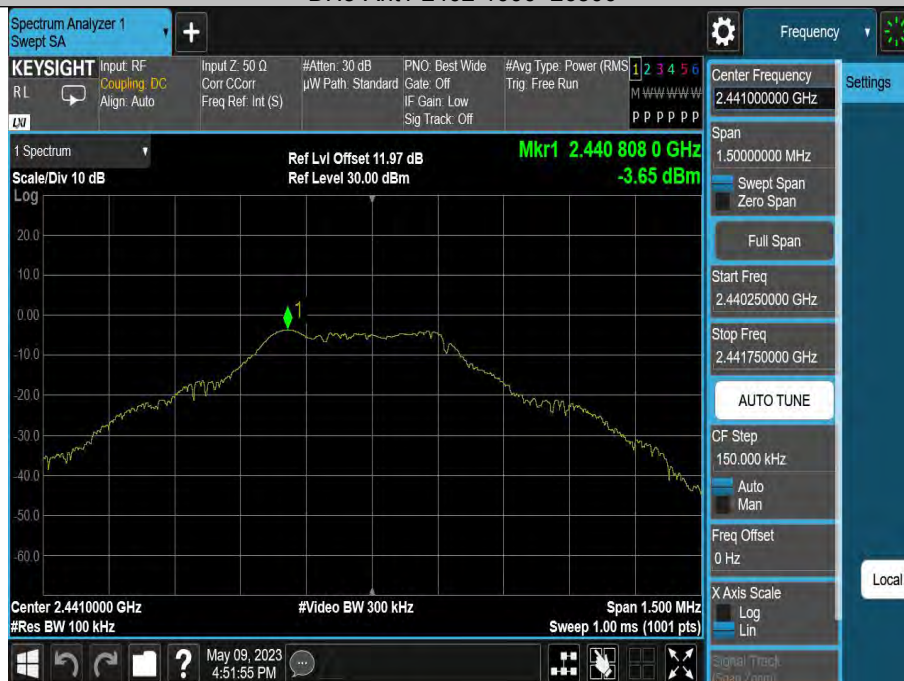 Spectrum Analyzer 1
Swept SA
+
Frequency
KEYSIGHT
RL
LXI
Input: RF
Coupling: DC
Align: Auto
Input Z: 50 Ω
Corr CCorr
Freq Ref: Int (S)
#Atten: 30 dB
µW Path: Standard
PNO: Best Wide
Gate: Off
IF Gain: Low
Sig Track: Off
#Avg Type: Power (RMS
Trig: Free Run
1 2 3 4 5 6
M W W W W W
P P P P P P
1 Spectrum
Scale/Div 10 dB
Log
Ref Lvl Offset 11.97 dB
Ref Level 30.00 dBm
Mkr1 2.440 808 0 GHz
-3.65 dBm
20.0
10.0
0.00
-10.0
-20.0
-30.0
-40.0
-50.0
-60.0
1
Center 2.4410000 GHz
#Res BW 100 kHz
#Video BW 300 kHz
Span 1.500 MHz
Sweep 1.00 ms (1001 pts)
?
May 09, 2023
4:51:55 PM
Center Frequency
2.441000000 GHz
Settings
Span
1.50000000 MHz
Swept Span
Zero Span
Full Span
Start Freq
2.440250000 GHz
Stop Freq
2.441750000 GHz
AUTO TUNE
CF Step
150.000 kHz
Auto
Man
Freq Offset
0 Hz
Local
X Axis Scale
Log
Lin
Signal Track
(Span Zoom)